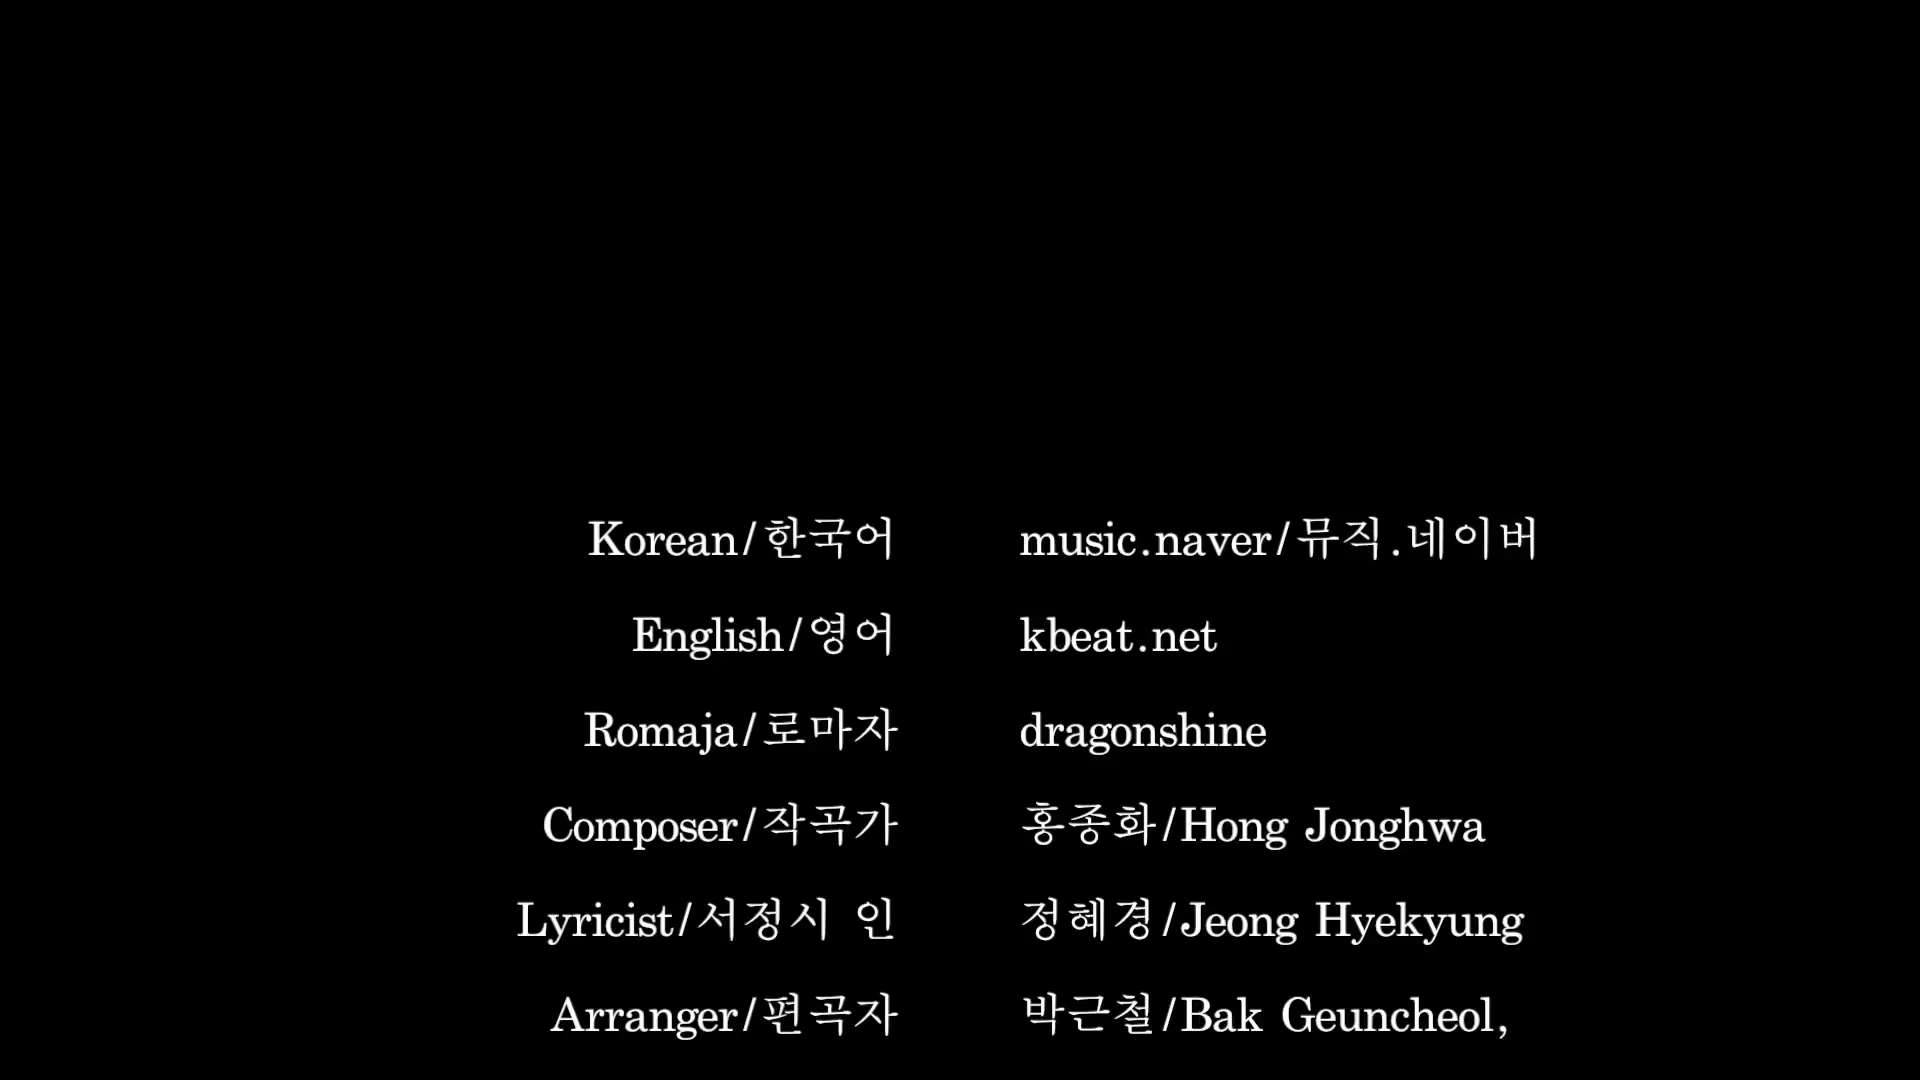 Korean/한국어 music.naver/뮤직.네이버
English/영어 kbeat.net
Romaja/로마자 dragonshine
Composer/작곡가 홍종화/Hong Jonghwa
Lyricist/서정시 인 정혜경/Jeong Hyekyung
Arranger/편곡자 박근철/Bak Geuncheol,